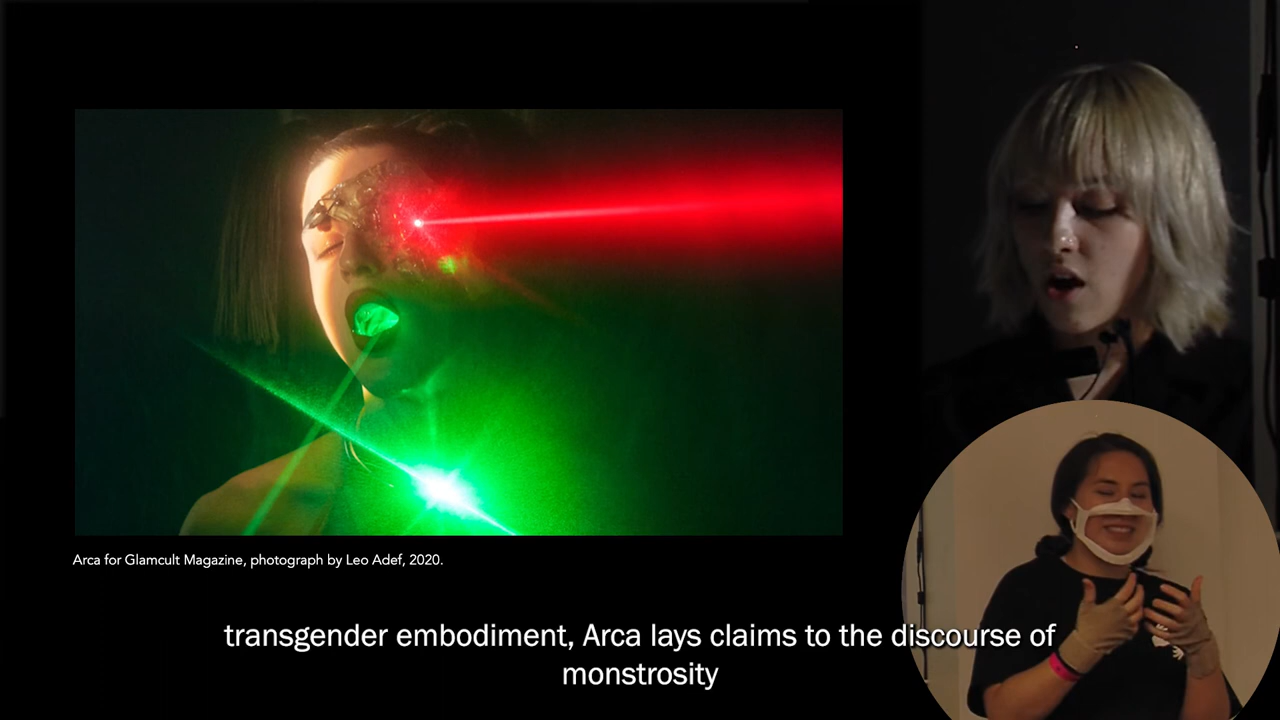 Arca for Glamcult Magazine, photograph by Leo Adef, 2020.
transgender embodiment, Arca lays claims to the discourse of
monstrosity